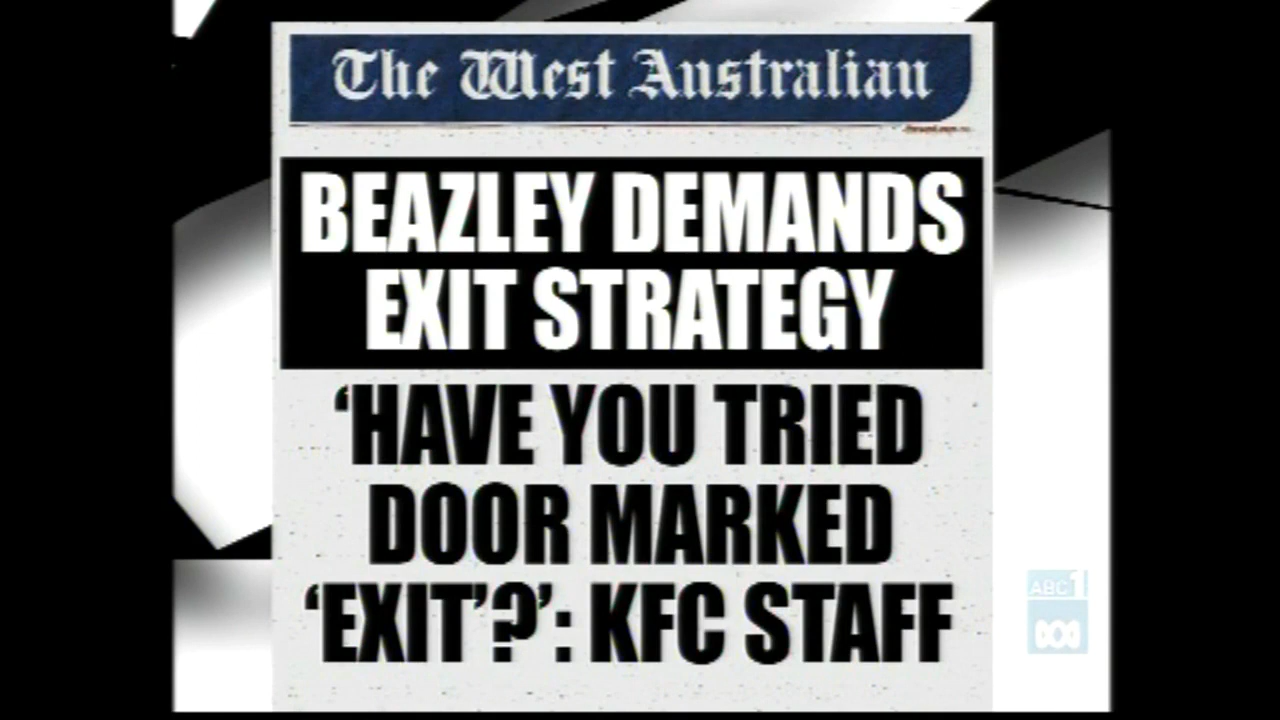 The West Australian
BEAZLEY DEMANDS
EXIT STRATEGY
‘HAVE YOU TRIED
DOOR MARKED
‘EXIT’?’: KFC STAFF
ABC1